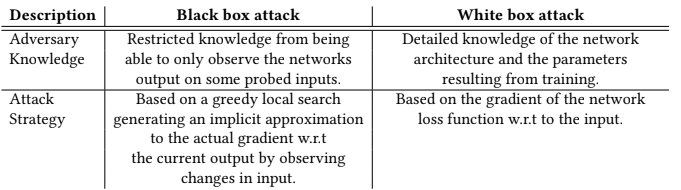 Description Black box attack White box attack
Adversary Restricted knowledge from being Detailed knowledge of the network
Knowledge able to only observe the networks architecture and the parameters
output on some probed inputs. resulting from training.
Attack Based on a greedy local search Based on the gradient of the network
Strategy generating an implicit approximation loss function w.r.t to the input.
to the actual gradient w.r.t
the current output by observing
changes in input.